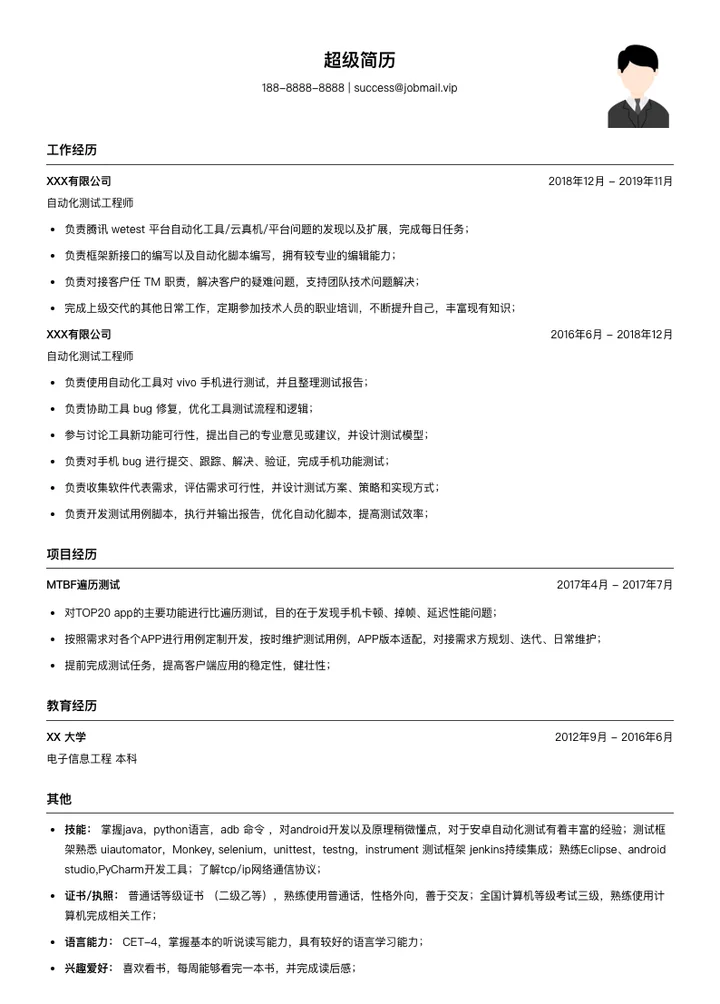 超级简历
188-8888-8888 | success@jobmail.vip
工作经历
XXX有限公司 2018年12月 – 2019年11月
自动化测试工程师
• 负责腾讯 wetest 平台自动化工具/云真机/平台问题的发现以及扩展，完成每日任务；
• 负责框架新接口的编写以及自动化脚本编写，拥有较专业的编辑能力；
• 负责对接客户任 TM 职责，解决客户的疑难问题，支持团队技术问题解决；
• 完成上级交代的其他日常工作，定期参加技术人员的职业培训，不断提升自己，丰富现有知识；
XXX有限公司 2016年6月 – 2018年12月
自动化测试工程师
• 负责使用自动化工具对 vivo 手机进行测试，并且整理测试报告；
• 负责协助工具 bug 修复，优化工具测试流程和逻辑；
• 参与讨论工具新功能可行性，提出自己的专业意见或建议，并设计测试模型；
• 负责对手机 bug 进行提交、跟踪、解决、验证，完成手机功能测试；
• 负责收集软件代表需求，评估需求可行性，并设计测试方案、策略和实现方式；
• 负责开发测试用例脚本，执行并输出报告，优化自动化脚本，提高测试效率；
项目经历
MTBF遍历测试 2017年4月 – 2017年7月
• 对TOP20 app的主要功能进行比遍历测试，目的在于发现手机卡顿、掉帧、延迟性能问题；
• 按照需求对各个APP进行用例定制开发，按时维护测试用例，APP版本适配，对接需求方规划、迭代、日常维护；
• 提前完成测试任务，提高客户端应用的稳定性，健壮性；
教育经历
XX 大学 2012年9月 – 2016年6月
电子信息工程 本科
其他
• 技能： 掌握java，python语言，adb 命令 ，对android开发以及原理稍微懂点，对于安卓自动化测试有着丰富的经验；测试框
架熟悉 uiautomator，Monkey, selenium，unittest，testng，instrument 测试框架 jenkins持续集成；熟练Eclipse、android
studio,PyCharm开发工具；了解tcp/ip网络通信协议；
• 证书/执照： 普通话等级证书 （二级乙等），熟练使用普通话，性格外向，善于交友；全国计算机等级考试三级，熟练使用计
算机完成相关工作；
• 语言能力： CET-4，掌握基本的听说读写能力，具有较好的语言学习能力；
• 兴趣爱好： 喜欢看书，每周能够看完一本书，并完成读后感；